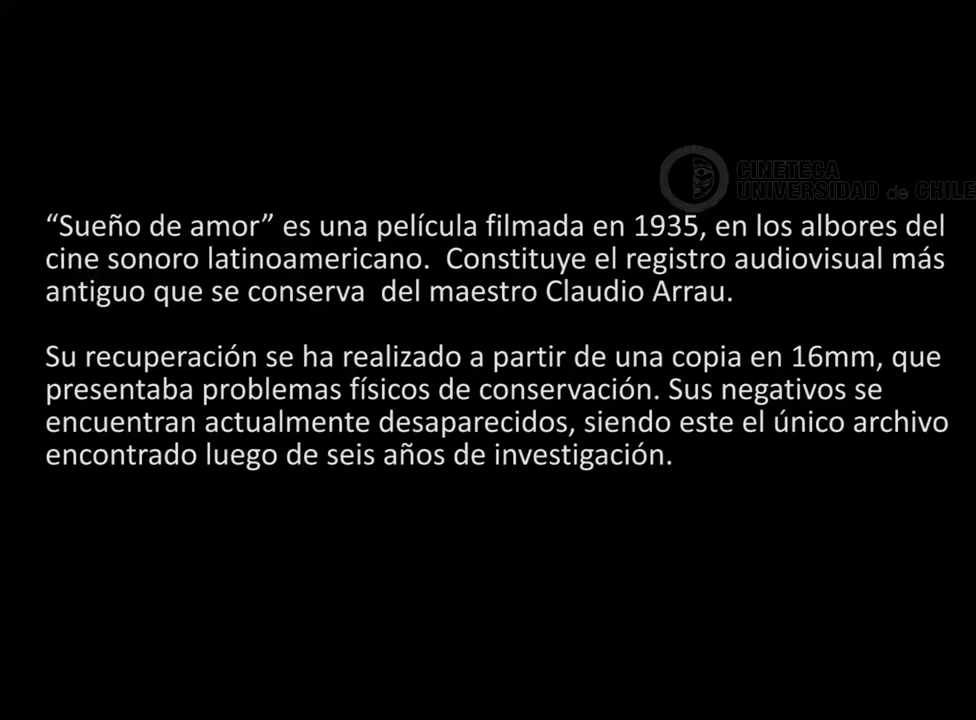 CINETECA
UNIVERSIDAD de CHILE
“Sueño de amor” es una película filmada en 1935, en los albores del
cine sonoro latinoamericano.  Constituye el registro audiovisual más
antiguo que se conserva  del maestro Claudio Arrau.
Su recuperación se ha realizado a partir de una copia en 16mm, que
presentaba problemas físicos de conservación. Sus negativos se
encuentran actualmente desaparecidos, siendo este el único archivo
encontrado luego de seis años de investigación.